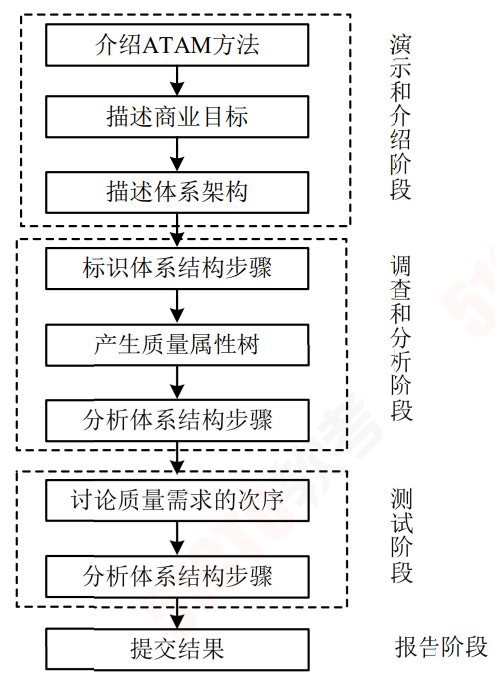 介绍ATAM方法
描述商业目标
描述体系架构
演示和介绍阶段
标识体系结构步骤
产生质量属性树
分析体系结构步骤
调查和分析阶段
讨论质量需求的次序
分析体系结构步骤
测试阶段
提交结果
报告阶段